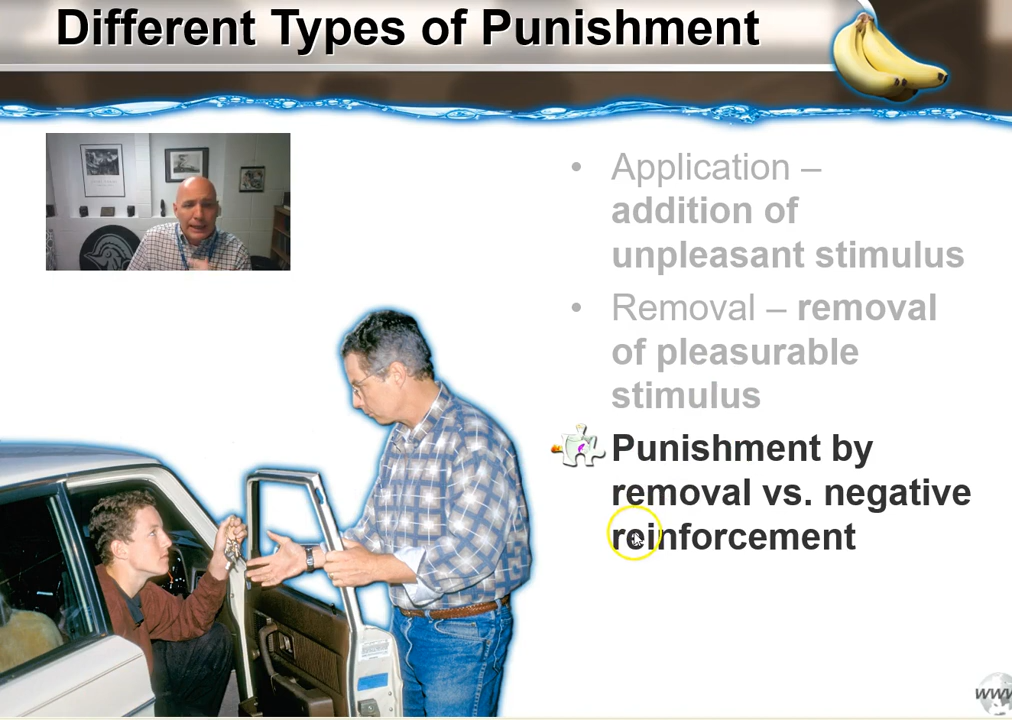 Different Types of Punishment
• Application –
addition of
unpleasant stimulus
• Removal – removal
of pleasurable
stimulus
Punishment by
removal vs. negative
reinforcement
www